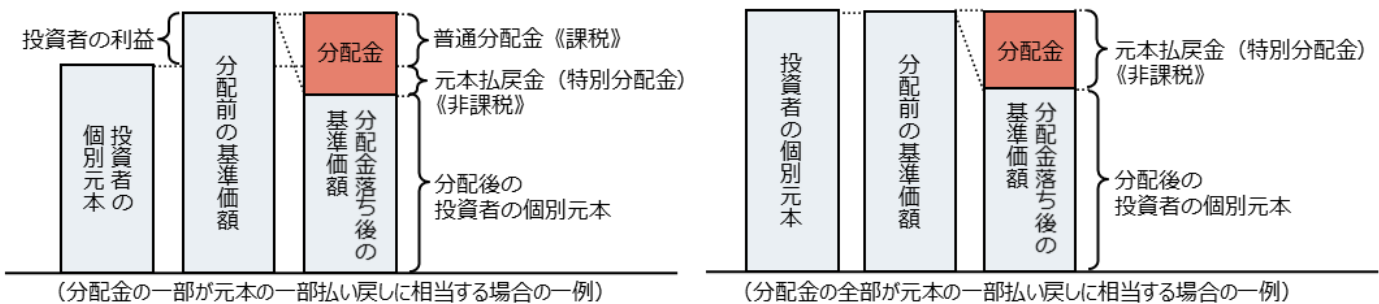 投資者の利益
投資者の
個別元本
分配前の基準価額
分配金
分配金落ち後の
基準価額
普通分配金《課税》
元本払戻金（特別分配金）
《非課税》
分配後の
投資者の個別元本
（分配金の一部が元本の一部払い戻しに相当する場合の一例）
投資者の個別元本
分配前の基準価額
分配金
分配金落ち後の
基準価額
元本払戻金（特別分配金）
《非課税》
分配後の
投資者の個別元本
（分配金の全部が元本の一部払い戻しに相当する場合の一例）